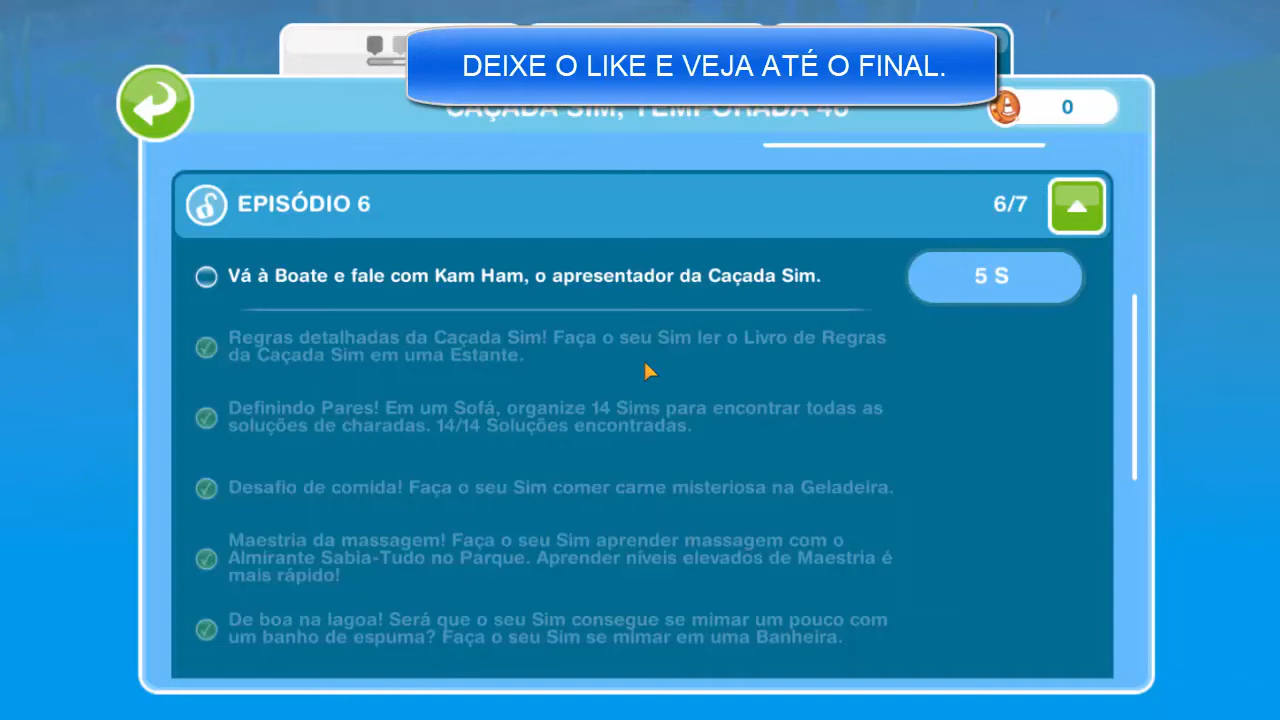 DEIXE O LIKE E VEJA ATÉ O FINAL.
CAÇADA SIM, TEMPORADA
0
EPISÓDIO 6
6/7
Vá à Boate e fale com Kam Ham, o apresentador da Caçada Sim.
5 S
Regras detalhadas da Caçada Sim! Faça o seu Sim ler o Livro de Regras
da Caçada Sim em uma Estante.
Definindo Pares! Em um Sofá, organize 14 Sims para encontrar todas as
soluções de charadas. 14/14 Soluções encontradas.
Desafio de comida! Faça o seu Sim comer carne misteriosa na Geladeira.
Maestria da massagem! Faça o seu Sim aprender massagem com o
Almirante Sabia-Tudo no Parque. Aprender níveis elevados de Maestria é
mais rápido!
De boa na lagoa! Será que o seu Sim consegue se mimar um pouco com
um banho de espuma? Faça o seu Sim se mimar em uma Banheira.